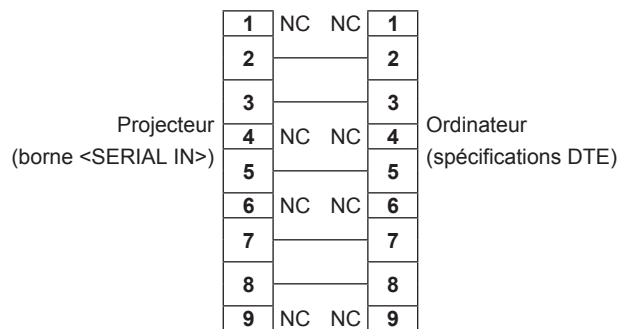 1 NC NC 1
2 2
3 3
Projecteur
(borne <SERIAL IN>)
4 NC NC 4
Ordinateur
(spécifications DTE)
5 5
6 NC NC 6
7 7
8 8
9 NC NC 9